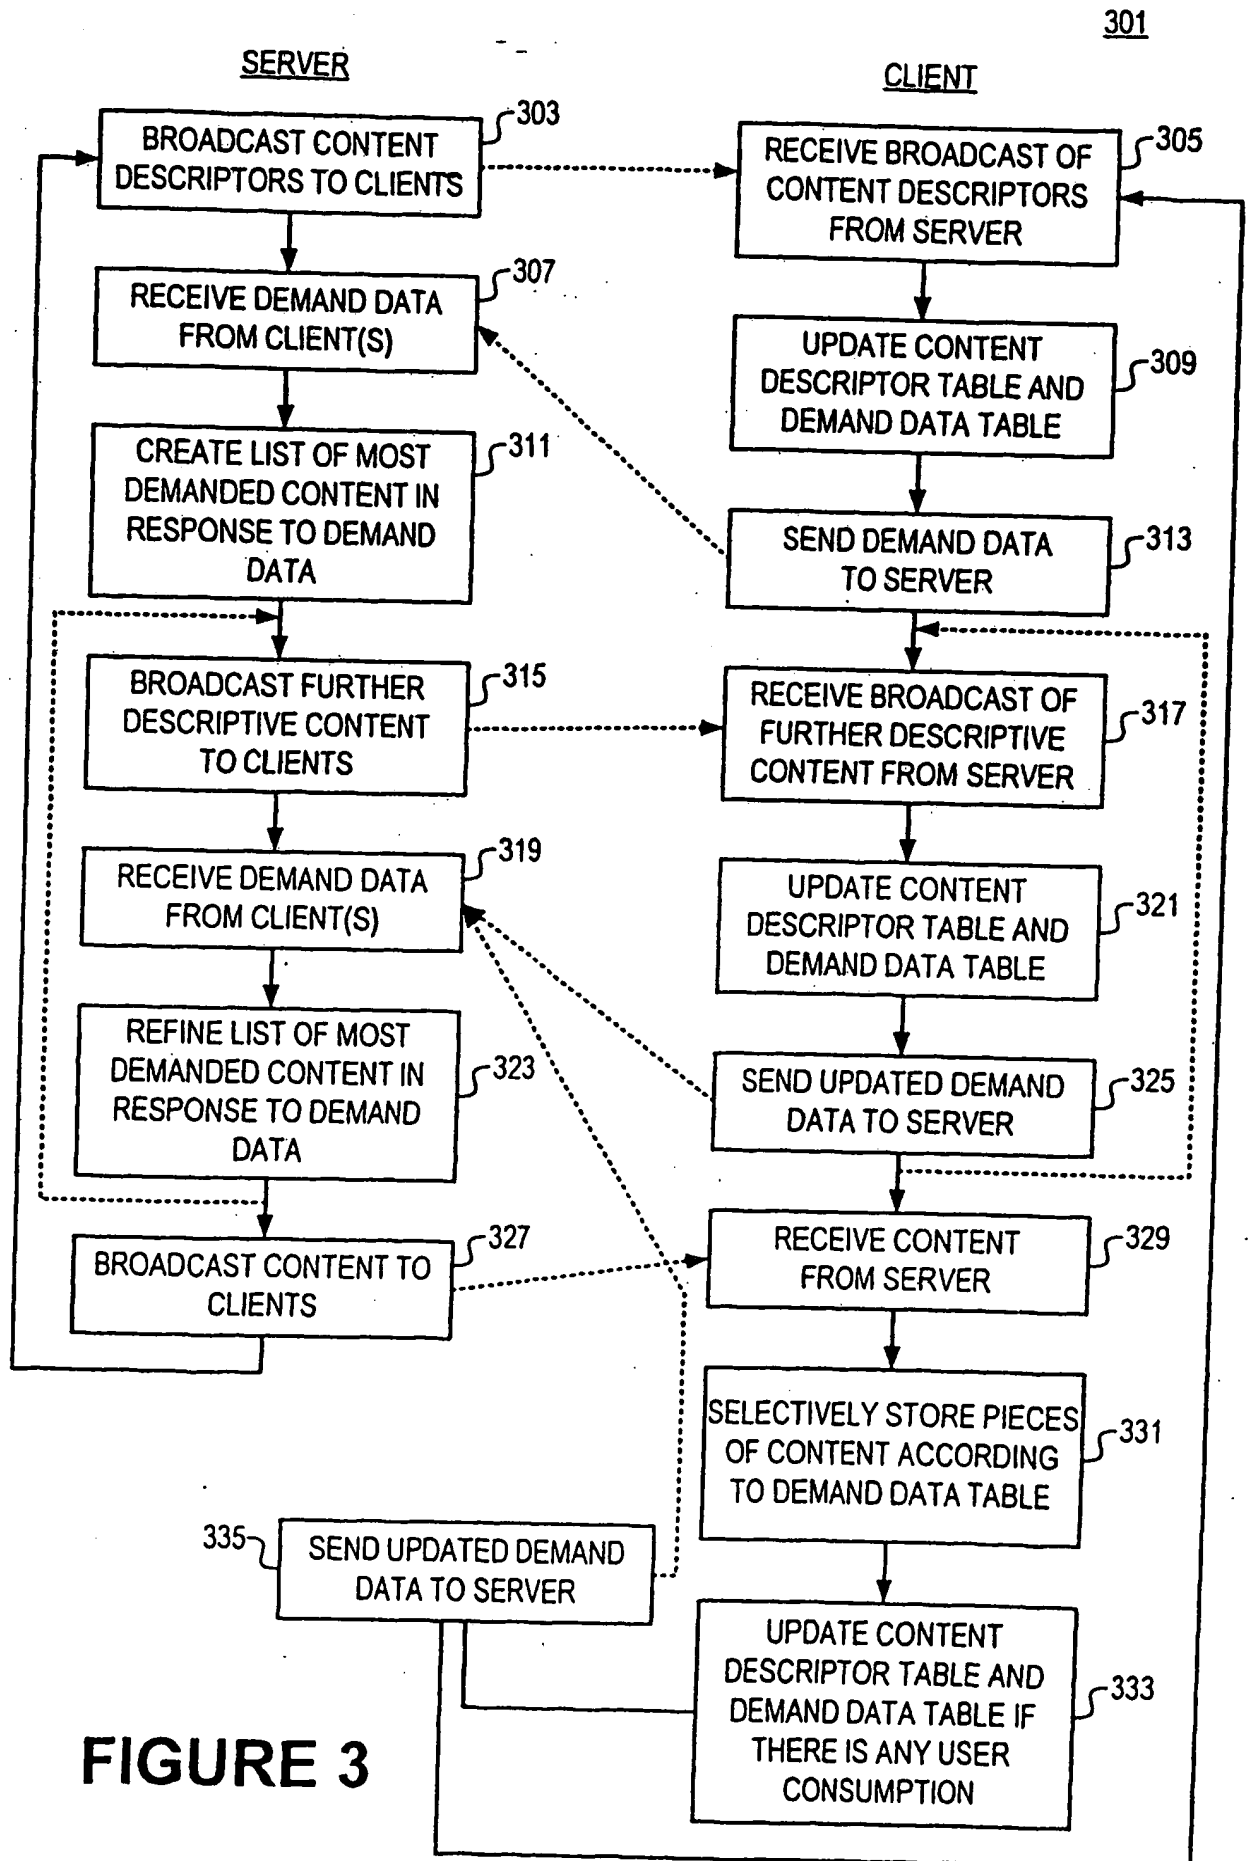 301
SERVER
CLIENT
BROADCAST CONTENT
DESCRIPTORS TO CLIENTS
303
RECEIVE BROADCAST OF
CONTENT DESCRIPTORS
FROM SERVER
305
RECEIVE DEMAND DATA
FROM CLIENT(S)
307
UPDATE CONTENT
DESCRIPTOR TABLE AND
DEMAND DATA TABLE
309
CREATE LIST OF MOST
DEMANDED CONTENT IN
RESPONSE TO DEMAND
DATA
311
SEND DEMAND DATA
TO SERVER
313
BROADCAST FURTHER
DESCRIPTIVE CONTENT
TO CLIENTS
315
RECEIVE BROADCAST OF
FURTHER DESCRIPTIVE
CONTENT FROM SERVER
317
RECEIVE DEMAND DATA
FROM CLIENT(S)
319
UPDATE CONTENT
DESCRIPTOR TABLE AND
DEMAND DATA TABLE
321
REFINE LIST OF MOST
DEMANDED CONTENT IN
RESPONSE TO DEMAND
DATA
323
SEND UPDATED DEMAND
DATA TO SERVER
325
BROADCAST CONTENT TO
CLIENTS
327
RECEIVE CONTENT
FROM SERVER
329
SELECTIVELY STORE PIECES
OF CONTENT ACCORDING
TO DEMAND DATA TABLE
331
335
SEND UPDATED DEMAND
DATA TO SERVER
UPDATE CONTENT
DESCRIPTOR TABLE AND
DEMAND DATA TABLE IF
THERE IS ANY USER
CONSUMPTION
333
FIGURE 3